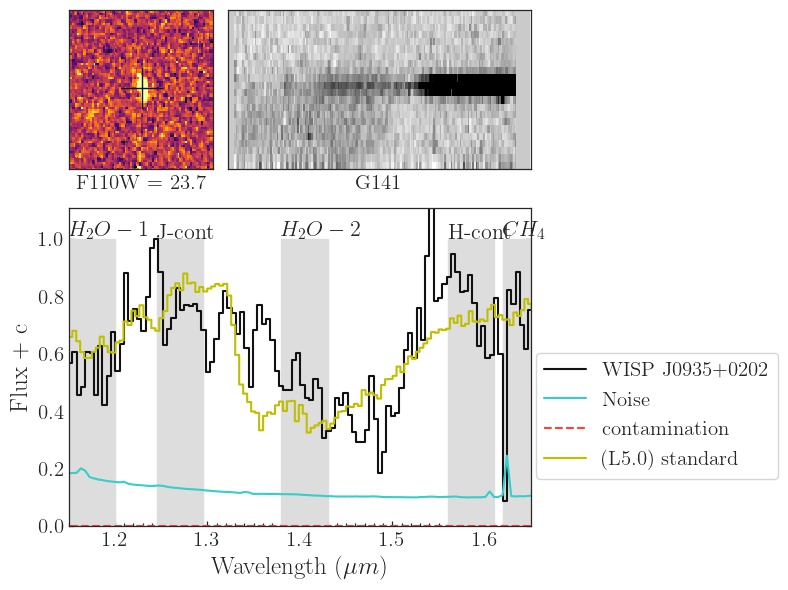 F110W = 23.7
G141
H₂O − 1
J-cont
H₂O − 2
H-cont
CH₄
1.0
0.8
0.6
0.4
0.2
0.0
Flux + c
1.2 1.3 1.4 1.5 1.6
Wavelength (μm)
WISP J0935+0202
Noise
contamination
(L5.0) standard